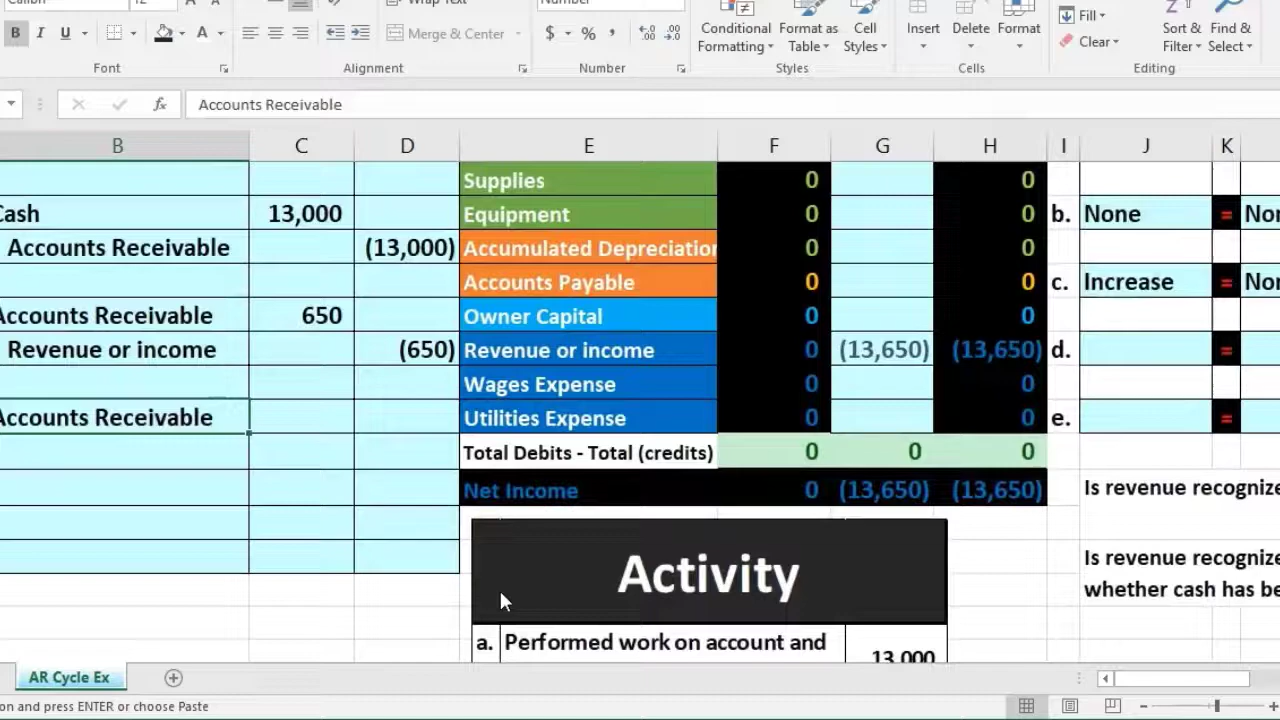 Wrap Text
Number
B I U A
Merge & Center
$ % ,
Conditional Formatting
Format as Table
Cell Styles
Insert
Delete
Format
Fill
Clear
Sort & Filter
Find & Select
Font
Alignment
Number
Styles
Cells
Editing
fx Accounts Receivable
B C D E F G H I J K
Supplies 0 0
Cash 13,000 Equipment 0 0 b. None = 
Accounts Receivable (13,000) Accumulated Depreciation 0 0
Accounts Payable 0 0 c. Increase = 
Accounts Receivable 650 Owner Capital 0 0
Revenue or income (650) Revenue or income 0 (13,650) (13,650) d. =
Wages Expense 0 0
Accounts Receivable Utilities Expense 0 0 e. =
Total Debits - Total (credits) 0 0 0
Net Income 0 (13,650) (13,650)
Is revenue recognize
Activity
Is revenue recognize
whether cash has be
a. Performed work on account and 13,000
AR Cycle Ex
on and press ENTER or choose Paste